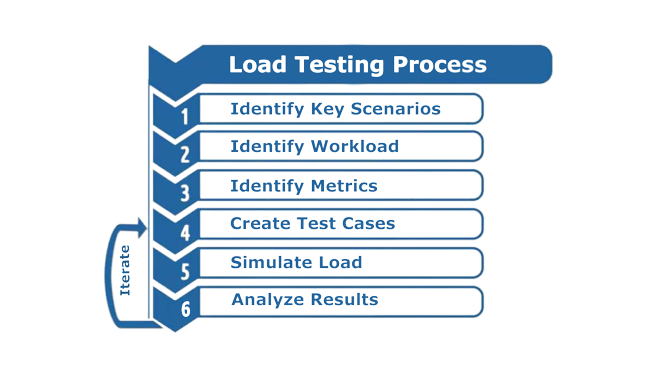 Load Testing Process
1 Identify Key Scenarios
2 Identify Workload
3 Identify Metrics
4 Create Test Cases
5 Simulate Load
6 Analyze Results
Iterate